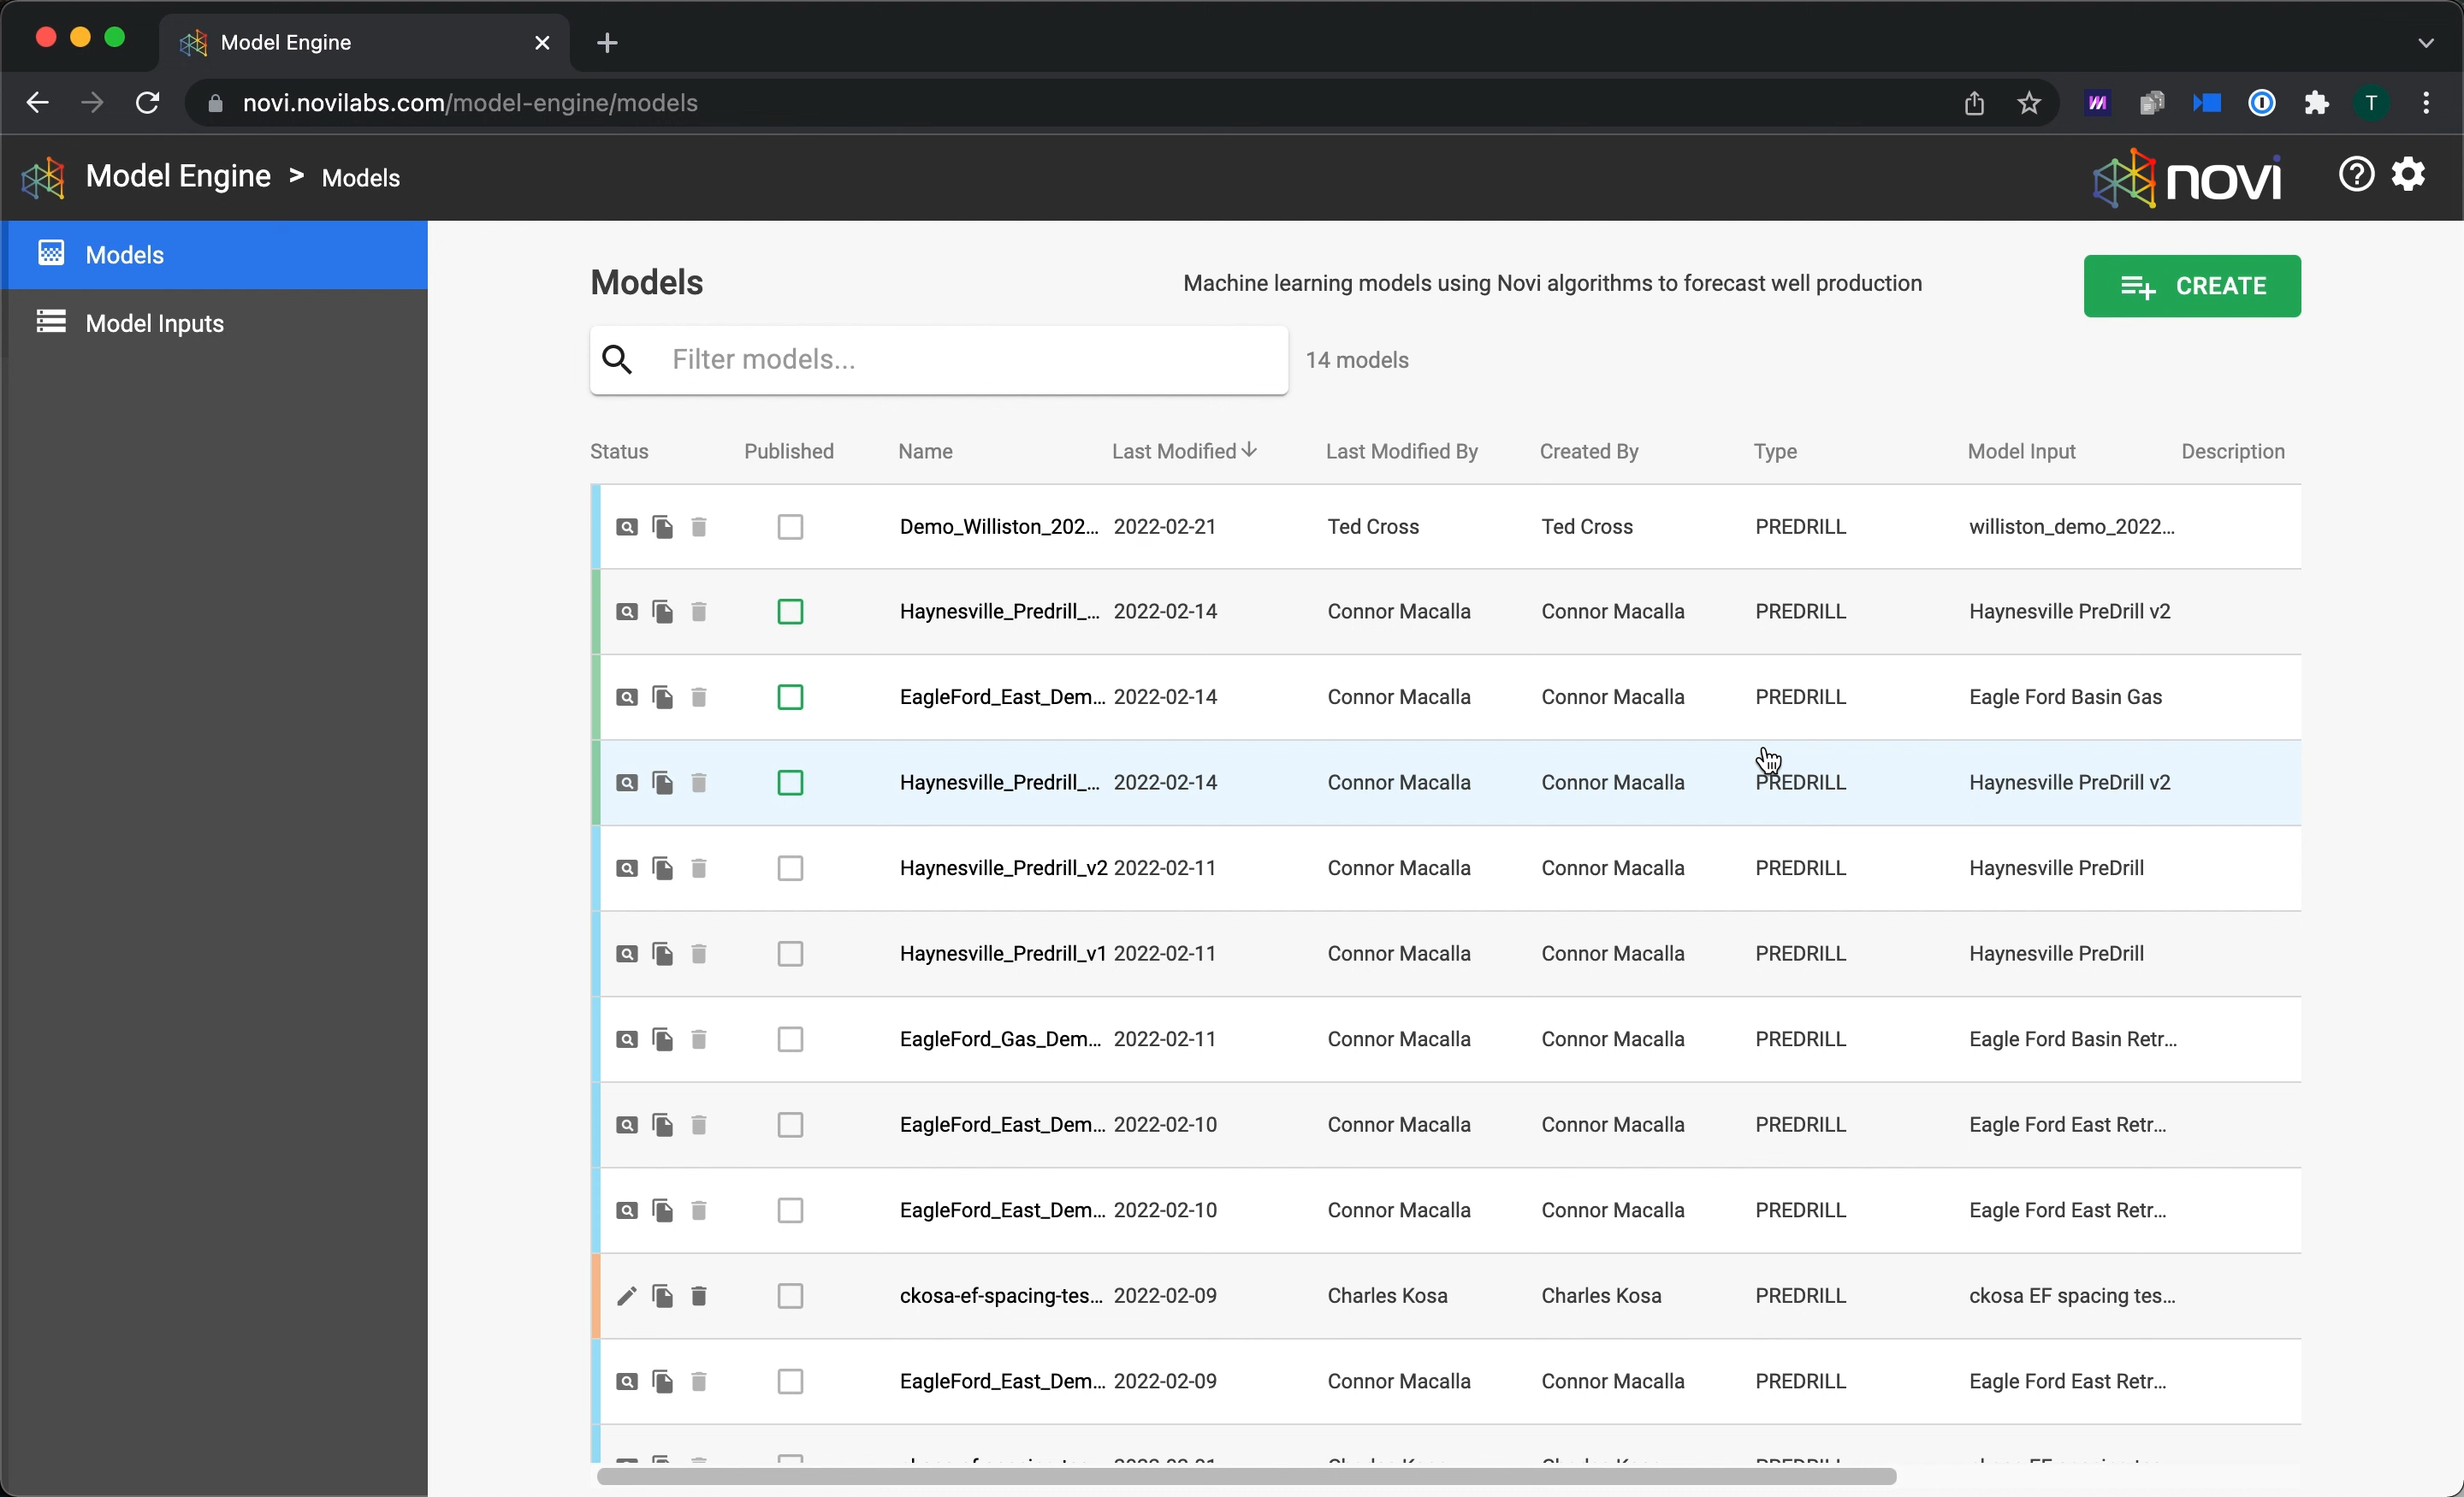 Model Engine
novi.novilabs.com/model-engine/models
T
Model Engine > Models
novi
Models
Model Inputs
Models
Machine learning models using Novi algorithms to forecast well production
CREATE
Filter models...
14 models
Status Published Name Last Modified Last Modified By Created By Type Model Input Description
Demo_Williston_202... 2022-02-21 Ted Cross Ted Cross PREDRILL williston_demo_2022...
Haynesville_Predrill_... 2022-02-14 Connor Macalla Connor Macalla PREDRILL Haynesville PreDrill v2
EagleFord_East_Dem... 2022-02-14 Connor Macalla Connor Macalla PREDRILL Eagle Ford Basin Gas
Haynesville_Predrill_... 2022-02-14 Connor Macalla Connor Macalla PREDRILL Haynesville PreDrill v2
Haynesville_Predrill_v2 2022-02-11 Connor Macalla Connor Macalla PREDRILL Haynesville PreDrill
Haynesville_Predrill_v1 2022-02-11 Connor Macalla Connor Macalla PREDRILL Haynesville PreDrill
EagleFord_Gas_Dem... 2022-02-11 Connor Macalla Connor Macalla PREDRILL Eagle Ford Basin Retr...
EagleFord_East_Dem... 2022-02-10 Connor Macalla Connor Macalla PREDRILL Eagle Ford East Retr...
EagleFord_East_Dem... 2022-02-10 Connor Macalla Connor Macalla PREDRILL Eagle Ford East Retr...
ckosa-ef-spacing-tes... 2022-02-09 Charles Kosa Charles Kosa PREDRILL ckosa EF spacing tes...
EagleFord_East_Dem... 2022-02-09 Connor Macalla Connor Macalla PREDRILL Eagle Ford East Retr...